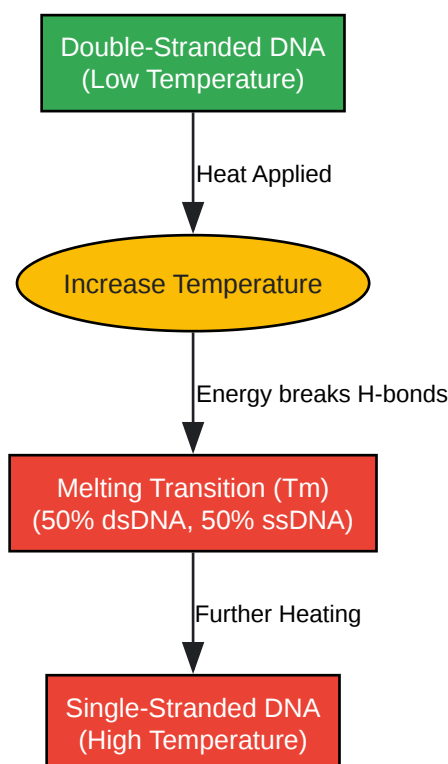 Double-Stranded DNA
(Low Temperature)
Heat Applied
Increase Temperature
Energy breaks H-bonds
Melting Transition (Tm)
(50% dsDNA, 50% ssDNA)
Further Heating
Single-Stranded DNA
(High Temperature)